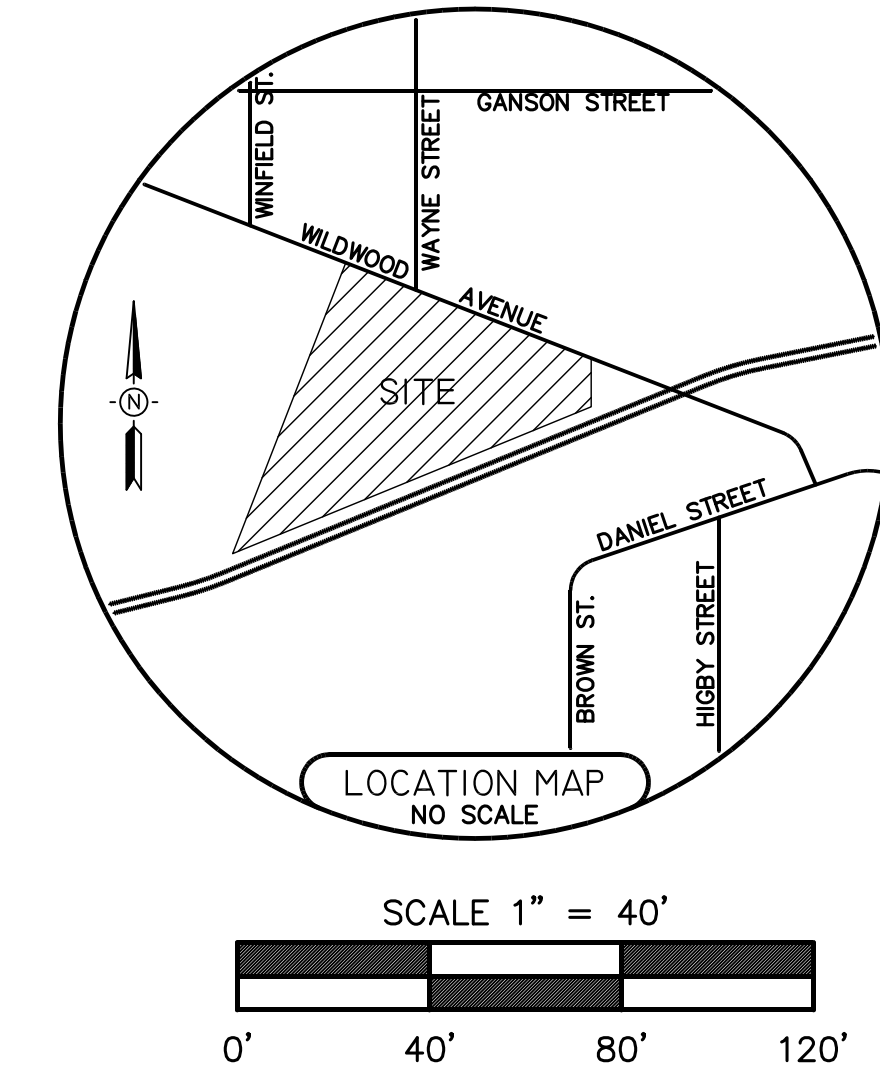 GANSON STREET
WINFIELD ST.
WAYNE STREET
WILDWOOD AVENUE
SITE
N
DANIEL STREET
BROWN ST.
HIGBY STREET
LOCATION MAP
NO SCALE
SCALE 1" = 40'
0' 40' 80' 120'